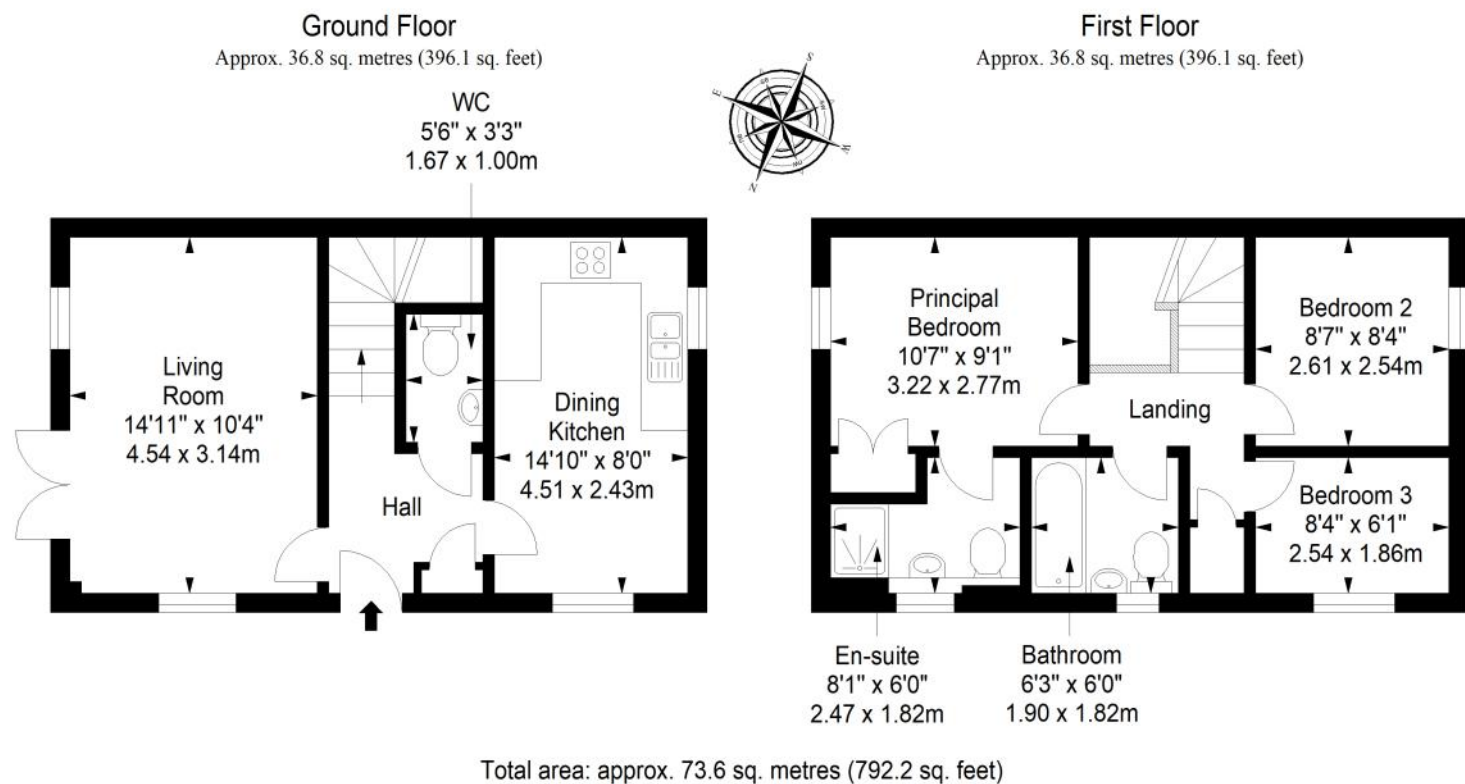 Ground Floor
Approx. 36.8 sq. metres (396.1 sq. feet)
First Floor
Approx. 36.8 sq. metres (396.1 sq. feet)
WC
5'6" x 3'3"
1.67 x 1.00m
S
E
W
N
Living
Room
14'11" x 10'4"
4.54 x 3.14m
Dining
Kitchen
14'10" x 8'0"
4.51 x 2.43m
Hall
Principal
Bedroom
10'7" x 9'1"
3.22 x 2.77m
Landing
Bedroom 2
8'7" x 8'4"
2.61 x 2.54m
Bedroom 3
8'4" x 6'1"
2.54 x 1.86m
En-suite
8'1" x 6'0"
2.47 x 1.82m
Bathroom
6'3" x 6'0"
1.90 x 1.82m
Total area: approx. 73.6 sq. metres (792.2 sq. feet)